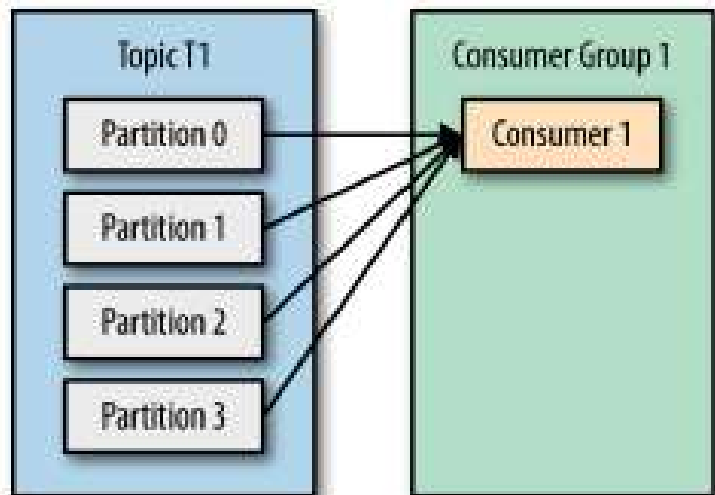 Topic T1
Partition 0
Partition 1
Partition 2
Partition 3
Consumer Group 1
Consumer 1